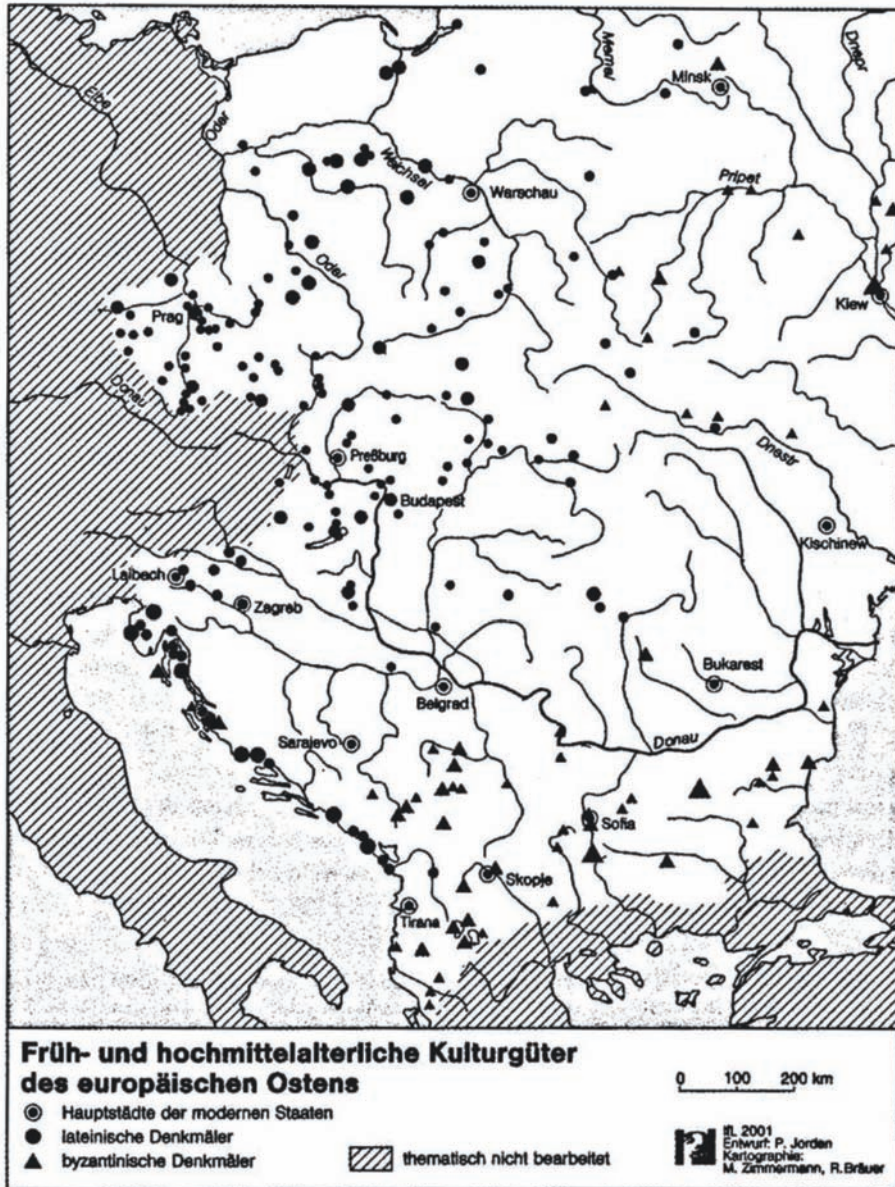 Elbe
Oder
Memel
Minsk
Dnepr
Weichsel
Warschau
Pripet
Oder
Prag
Kiew
Donau
Preßburg
Budapest
Dnestr
Kischinew
Laibach
Zagreb
Bukarest
Belgrad
Sarajevo
Donau
Sofia
Skopje
Tirana
Früh- und hochmittelalterliche Kulturgüter
des europäischen Ostens
0 100 200 km
Hauptstädte der modernen Staaten
lateinische Denkmäler
byzantinische Denkmäler
thematisch nicht bearbeitet
IfL 2001
Entwurf: P. Jordan
Kartographie:
M. Zimmermann, R.Bräuer